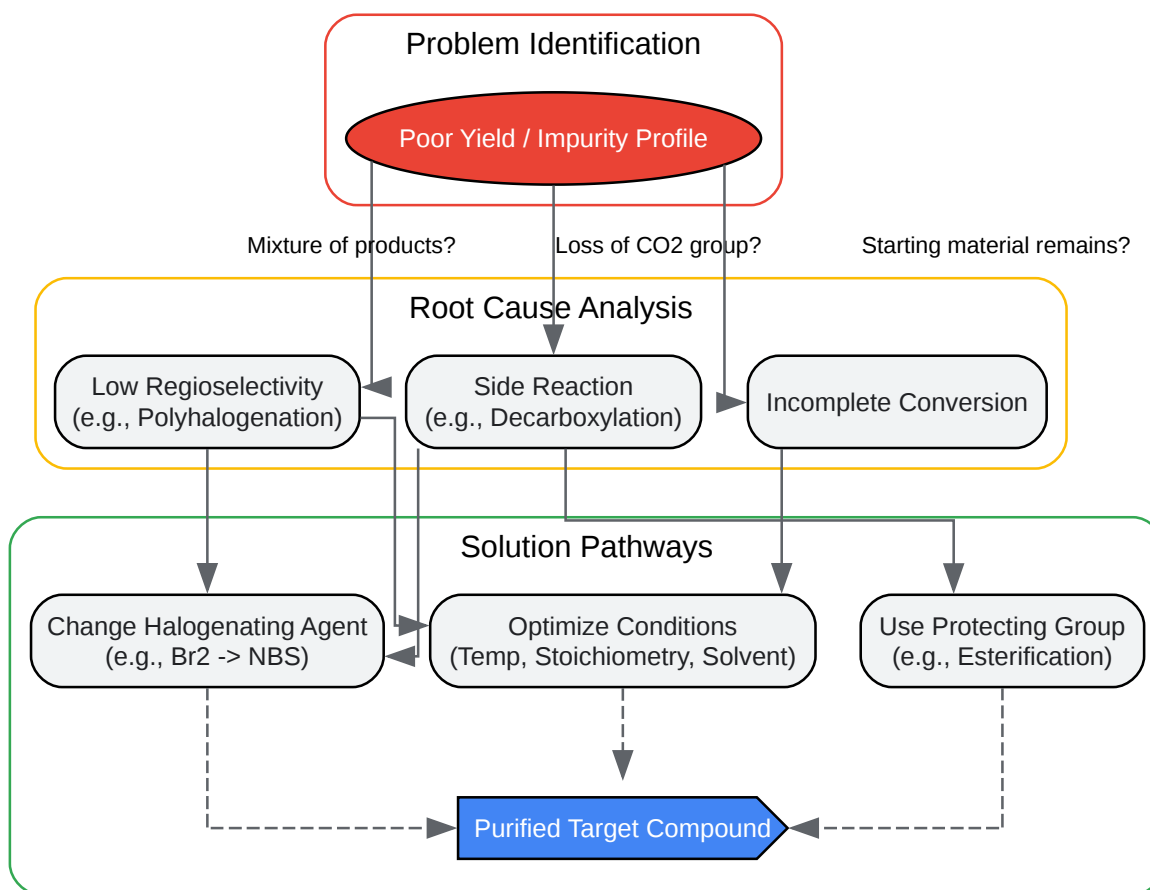 Problem Identification
Poor Yield / Impurity Profile
Mixture of products?
Loss of CO2 group?
Starting material remains?
Root Cause Analysis
Low Regioselectivity
(e.g., Polyhalogenation)
Side Reaction
(e.g., Decarboxylation)
Incomplete Conversion
Solution Pathways
Change Halogenating Agent
(e.g., Br2 -> NBS)
Optimize Conditions
(Temp, Stoichiometry, Solvent)
Use Protecting Group
(e.g., Esterification)
Purified Target Compound